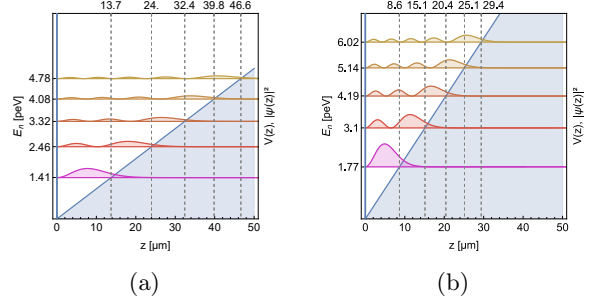 13.7 24. 32.4 39.8 46.6
4.78
4.08
3.32
2.46
1.41
E_n [peV]
V(z), |ψ(z)|²
0 10 20 30 40 50
z [μm]
(a)
8.6 15.1 20.4 25.1 29.4
6.02
5.14
4.19
3.1
1.77
E_n [peV]
V(z), |ψ(z)|²
0 10 20 30 40 50
z [μm]
(b)